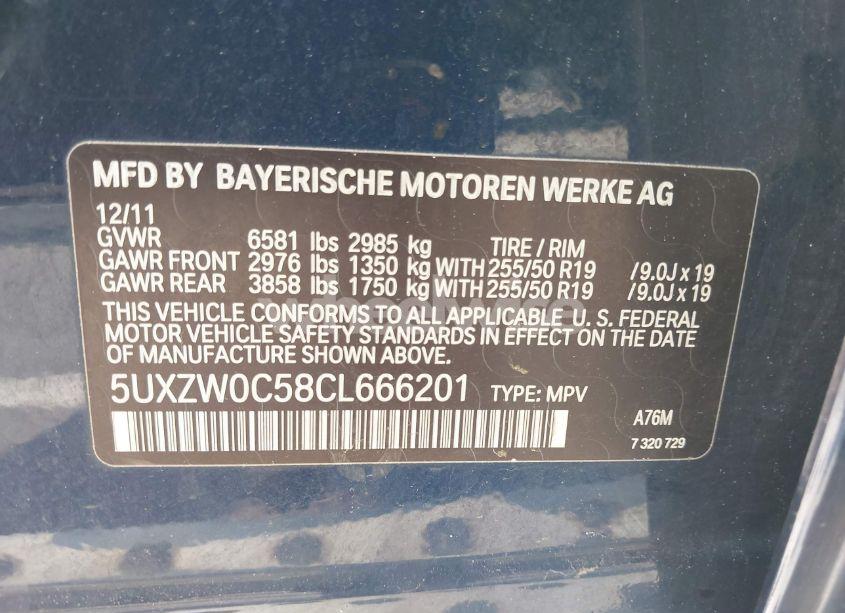 MFD BY BAYERISCHE MOTOREN WERKE AG
12/11
GVWR 6581 lbs 2985 kg TIRE / RIM
GAWR FRONT 2976 lbs 1350 kg WITH 255/50 R19 /9.0J x 19
GAWR REAR 3858 lbs 1750 kg WITH 255/50 R19 /9.0J x 19
THIS VEHICLE CONFORMS TO ALL APPLICABLE U. S. FEDERAL
MOTOR VEHICLE SAFETY STANDARDS IN EFFECT ON THE DATE
OF MANUFACTURE SHOWN ABOVE.
5UXZW0C58CL666201 TYPE: MPV
A76M
7 320 729